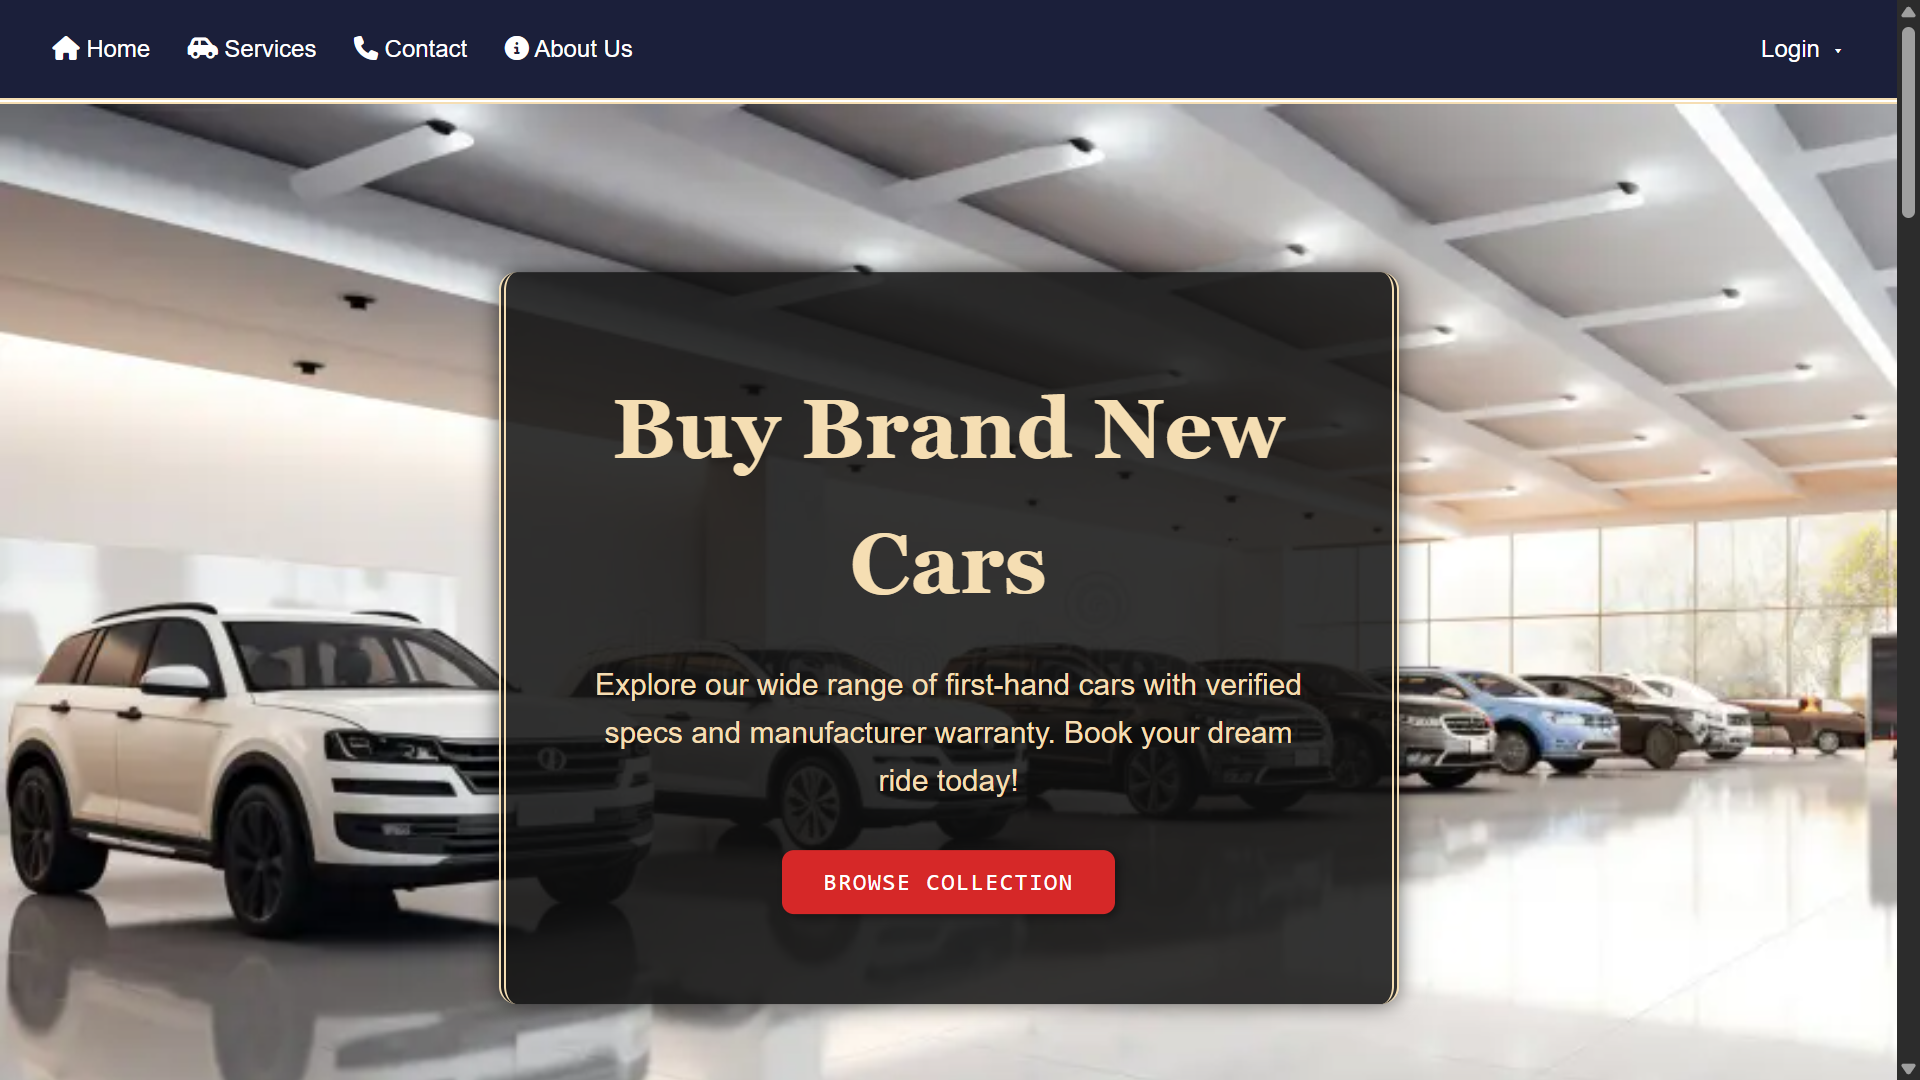 Home Services Contact About Us Login
Buy Brand New
Cars
Explore our wide range of first-hand cars with verified
specs and manufacturer warranty. Book your dream
ride today!
BROWSE COLLECTION